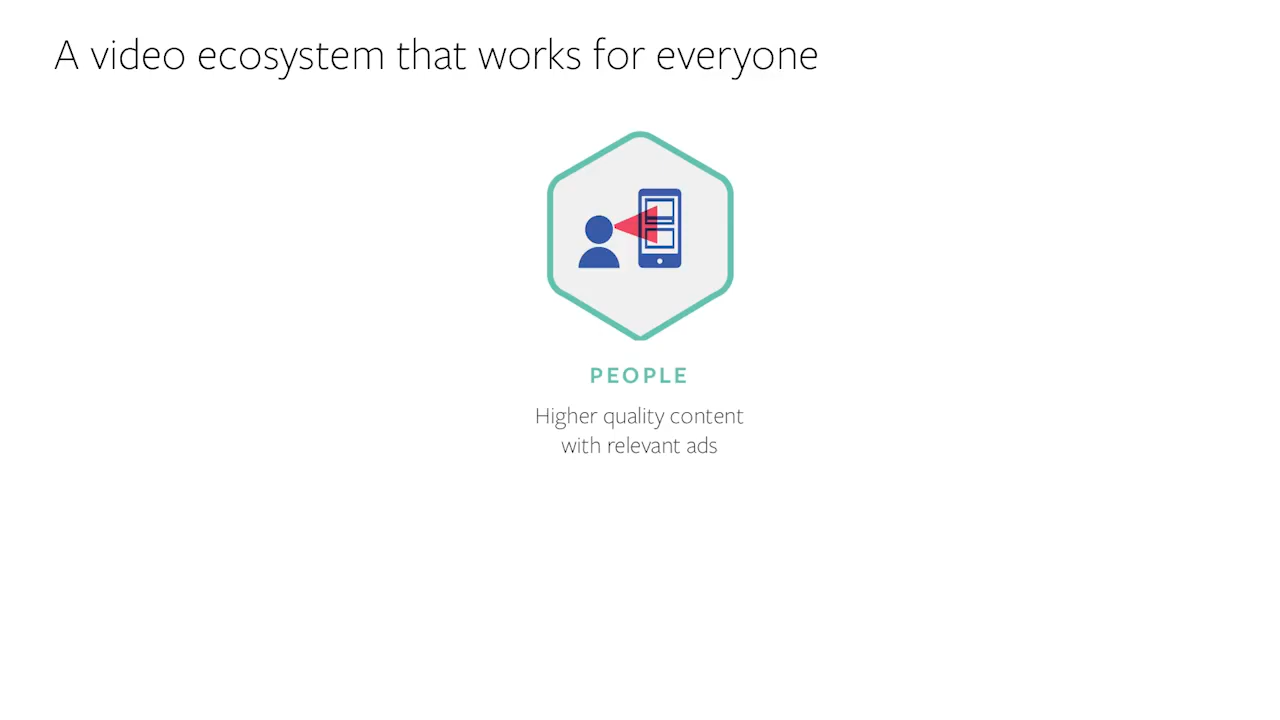 A video ecosystem that works for everyone
PEOPLE
Higher quality content
with relevant ads